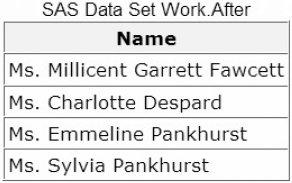 SAS Data Set Work.After
Name
Ms. Millicent Garrett Fawcett
Ms. Charlotte Despard
Ms. Emmeline Pankhurst
Ms. Sylvia Pankhurst